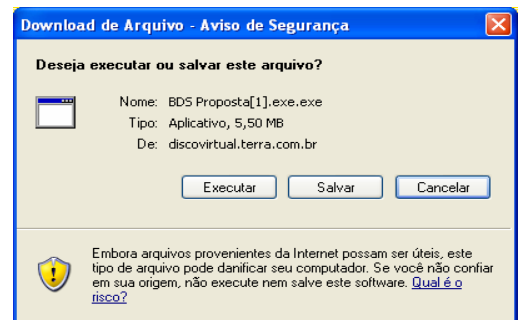 Download de Arquivo - Aviso de Segurança
Deseja executar ou salvar este arquivo?
Nome: BDS Proposta[1].exe.exe
Tipo: Aplicativo, 5,50 MB
De: discovirtual.terra.com.br
Executar Salvar Cancelar
Embora arquivos provenientes da Internet possam ser úteis, este
tipo de arquivo pode danificar seu computador. Se você não confiar
em sua origem, não execute nem salve este software. Qual é o
risco?